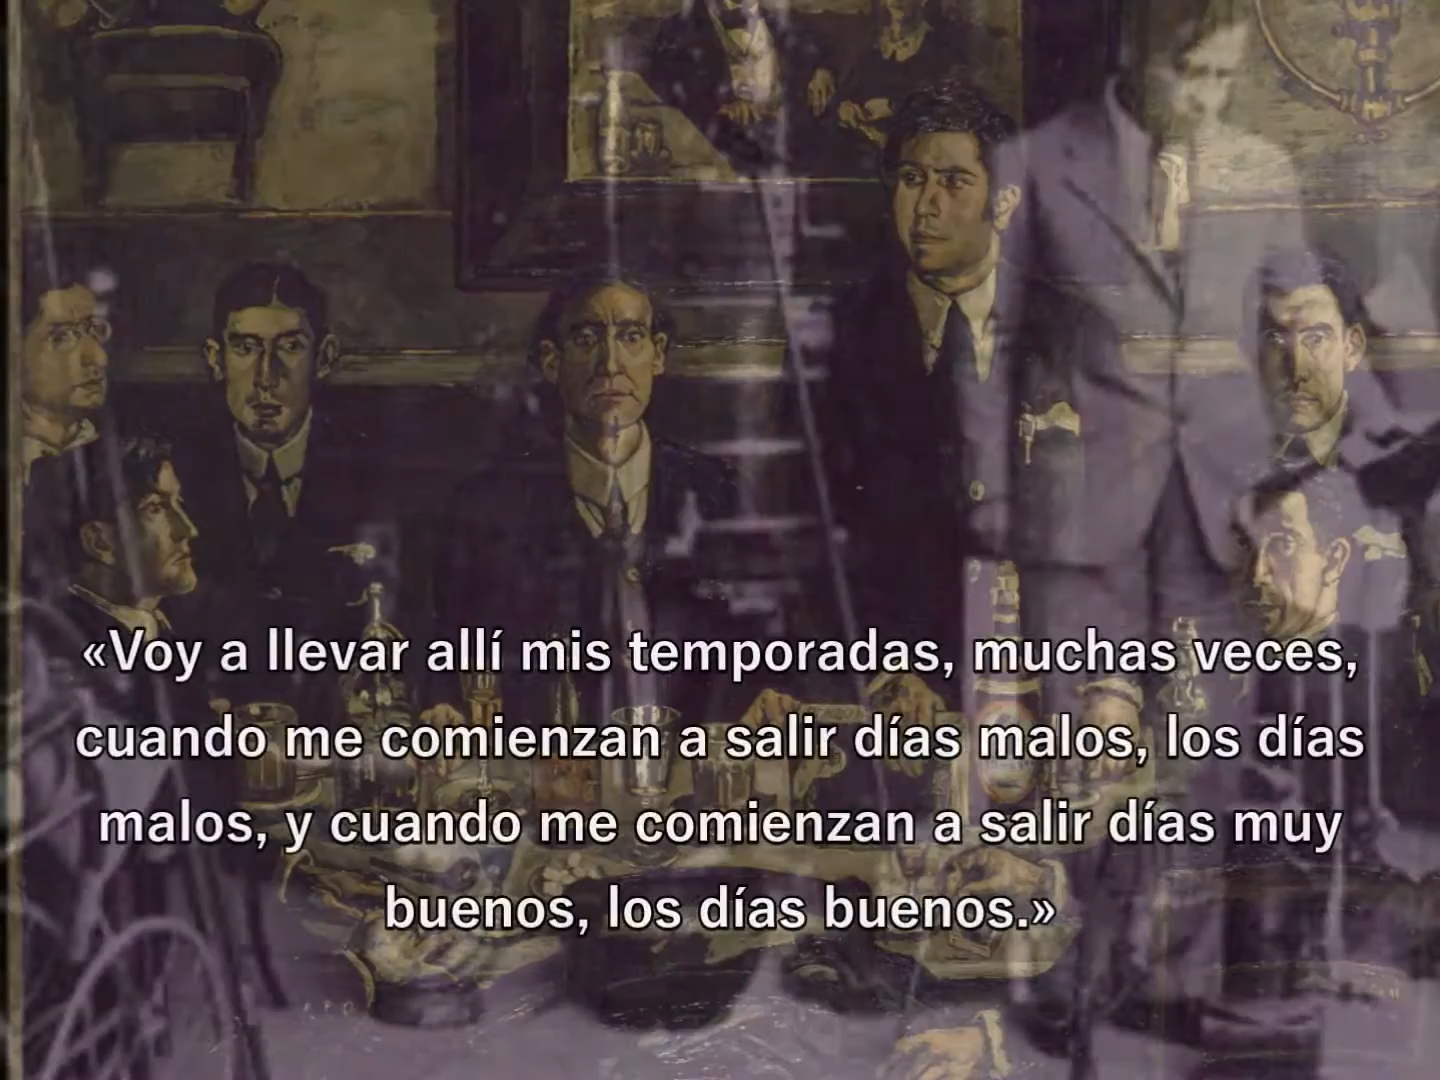 «Voy a llevar allí mis temporadas, muchas veces,
cuando me comienzan a salir días malos, los días
malos, y cuando me comienzan a salir días muy
buenos, los días buenos.»